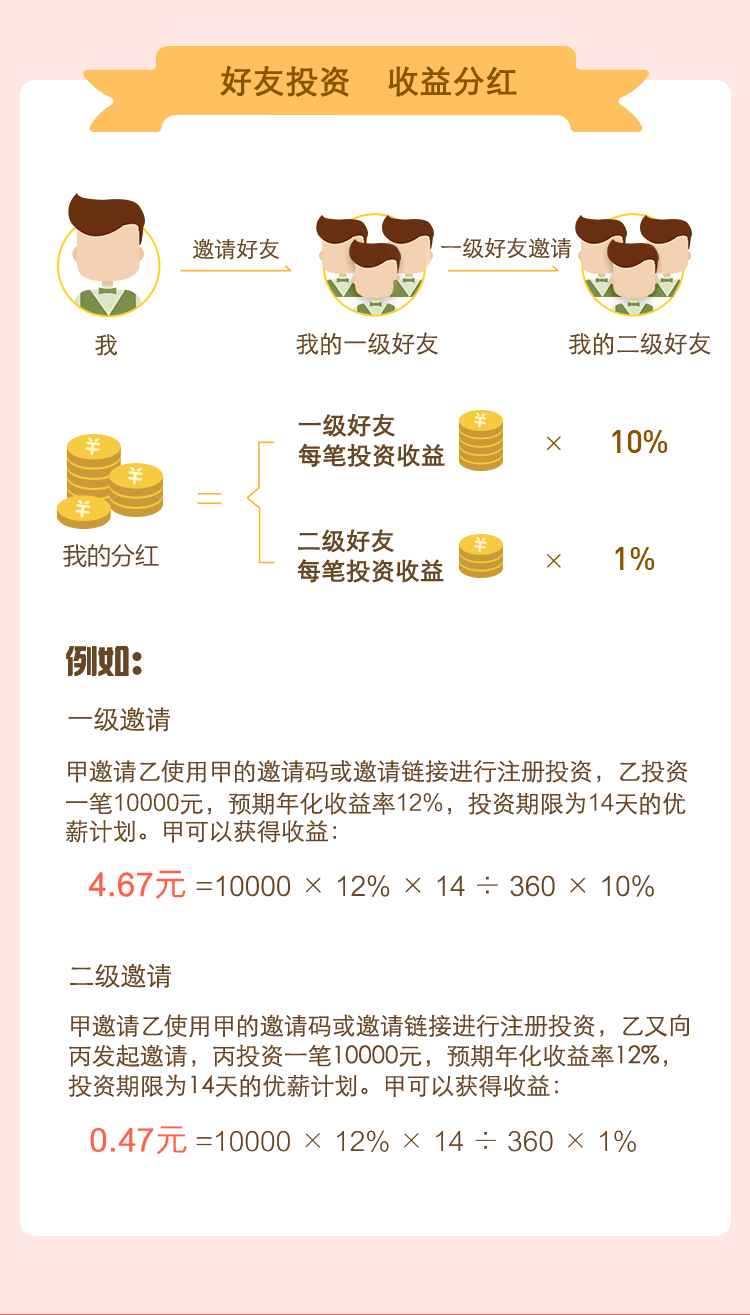 好友投资 收益分红
邀请好友
一级好友邀请
我
我的一级好友
我的二级好友
一级好友
每笔投资收益
× 10%
我的分红
=
二级好友
每笔投资收益
× 1%
例如：
一级邀请
甲邀请乙使用甲的邀请码或邀请链接进行注册投资，乙投资
一笔10000元，预期年化收益率12%，投资期限为14天的优
薪计划。甲可以获得收益：
4.67元 =10000 × 12% × 14 ÷ 360 × 10%
二级邀请
甲邀请乙使用甲的邀请码或邀请链接进行注册投资，乙又向
丙发起邀请，丙投资一笔10000元，预期年化收益率12%，
投资期限为14天的优薪计划。甲可以获得收益：
0.47元 =10000 × 12% × 14 ÷ 360 × 1%